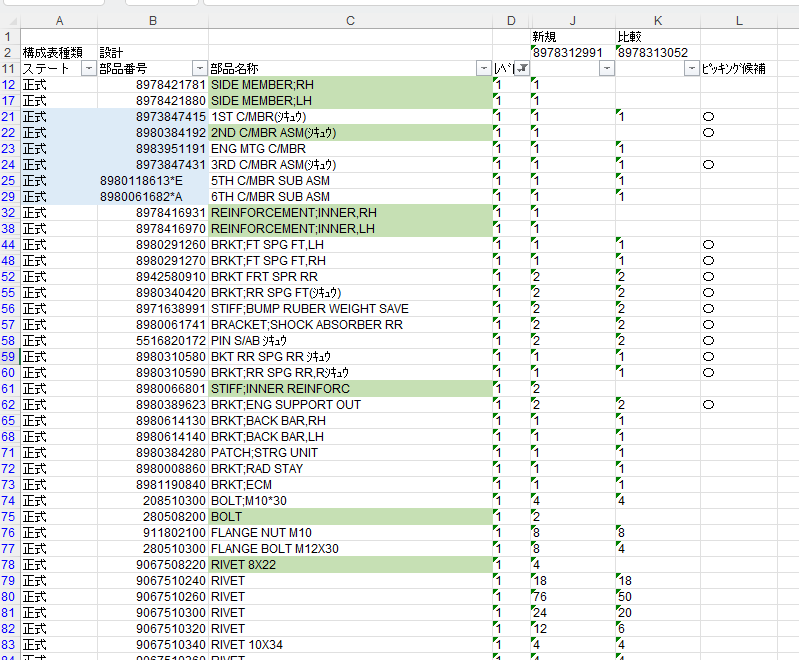 A B C D J K L
1 新規 比較
2 構成表種類 設計 8978312991 8978313052
11 ステート 部品番号 部品名称 ﾚﾍﾞﾙ ﾋﾟｯｷﾝｸﾞ候補
12 正式 8978421781 SIDE MEMBER;RH 1 1
17 正式 8978421880 SIDE MEMBER;LH 1 1
21 正式 8973847415 1ST C/MBR(ｼｷｭｳ) 1 1 1 〇
22 正式 8980384192 2ND C/MBR ASM(ｼｷｭｳ) 1 1 〇
23 正式 8983951191 ENG MTG C/MBR 1 1 1
24 正式 8973847431 3RD C/MBR ASM(ｼｷｭｳ) 1 1 1 〇
25 正式 8980118613*E 5TH C/MBR SUB ASM 1 1 1
29 正式 8980061682*A 6TH C/MBR SUB ASM 1 1 1
32 正式 8978416931 REINFORCEMENT;INNER,RH 1 1
38 正式 8978416970 REINFORCEMENT;INNER,LH 1 1
44 正式 8980291260 BRKT;FT SPG FT,LH 1 1 1 〇
48 正式 8980291270 BRKT;FT SPG FT,RH 1 1 1 〇
52 正式 8942580910 BRKT FRT SPR RR 1 2 2 〇
55 正式 8980340420 BRKT;RR SPG FT(ｼｷｭｳ) 1 2 2 〇
56 正式 8971638991 STIFF;BUMP RUBER WEIGHT SAVE 1 2 2 〇
57 正式 8980061741 BRACKET;SHOCK ABSORBER RR 1 2 2 〇
58 正式 5516820172 PIN S/AB ｼｷｭｳ 1 2 2 〇
59 正式 8980310580 BKT RR SPG RR ｼｷｭｳ 1 1 1 〇
60 正式 8980310590 BRKT;RR SPG RR,Rｼｷｭｳ 1 1 1 〇
61 正式 8980066801 STIFF;INNER REINFORC 1 2
62 正式 8980389623 BRKT;ENG SUPPORT OUT 1 2 2 〇
65 正式 8980614130 BRKT;BACK BAR,RH 1 1 1
68 正式 8980614140 BRKT;BACK BAR,LH 1 1 1
71 正式 8980384280 PATCH;STRG UNIT 1 1 1
72 正式 8980008860 BRKT;RAD STAY 1 1 1
73 正式 8981190840 BRKT;ECM 1 1 1
74 正式 208510300 BOLT;M10*30 1 4 4
75 正式 280508200 BOLT 1 2
76 正式 911802100 FLANGE NUT M10 1 8 8
77 正式 280510300 FLANGE BOLT M12X30 1 8 4
78 正式 9067508220 RIVET 8X22 1 4
79 正式 9067510240 RIVET 1 18 18
80 正式 9067510260 RIVET 1 76 50
81 正式 9067510300 RIVET 1 24 20
82 正式 9067510320 RIVET 1 12 6
83 正式 9067510340 RIVET 10X34 1 4 4